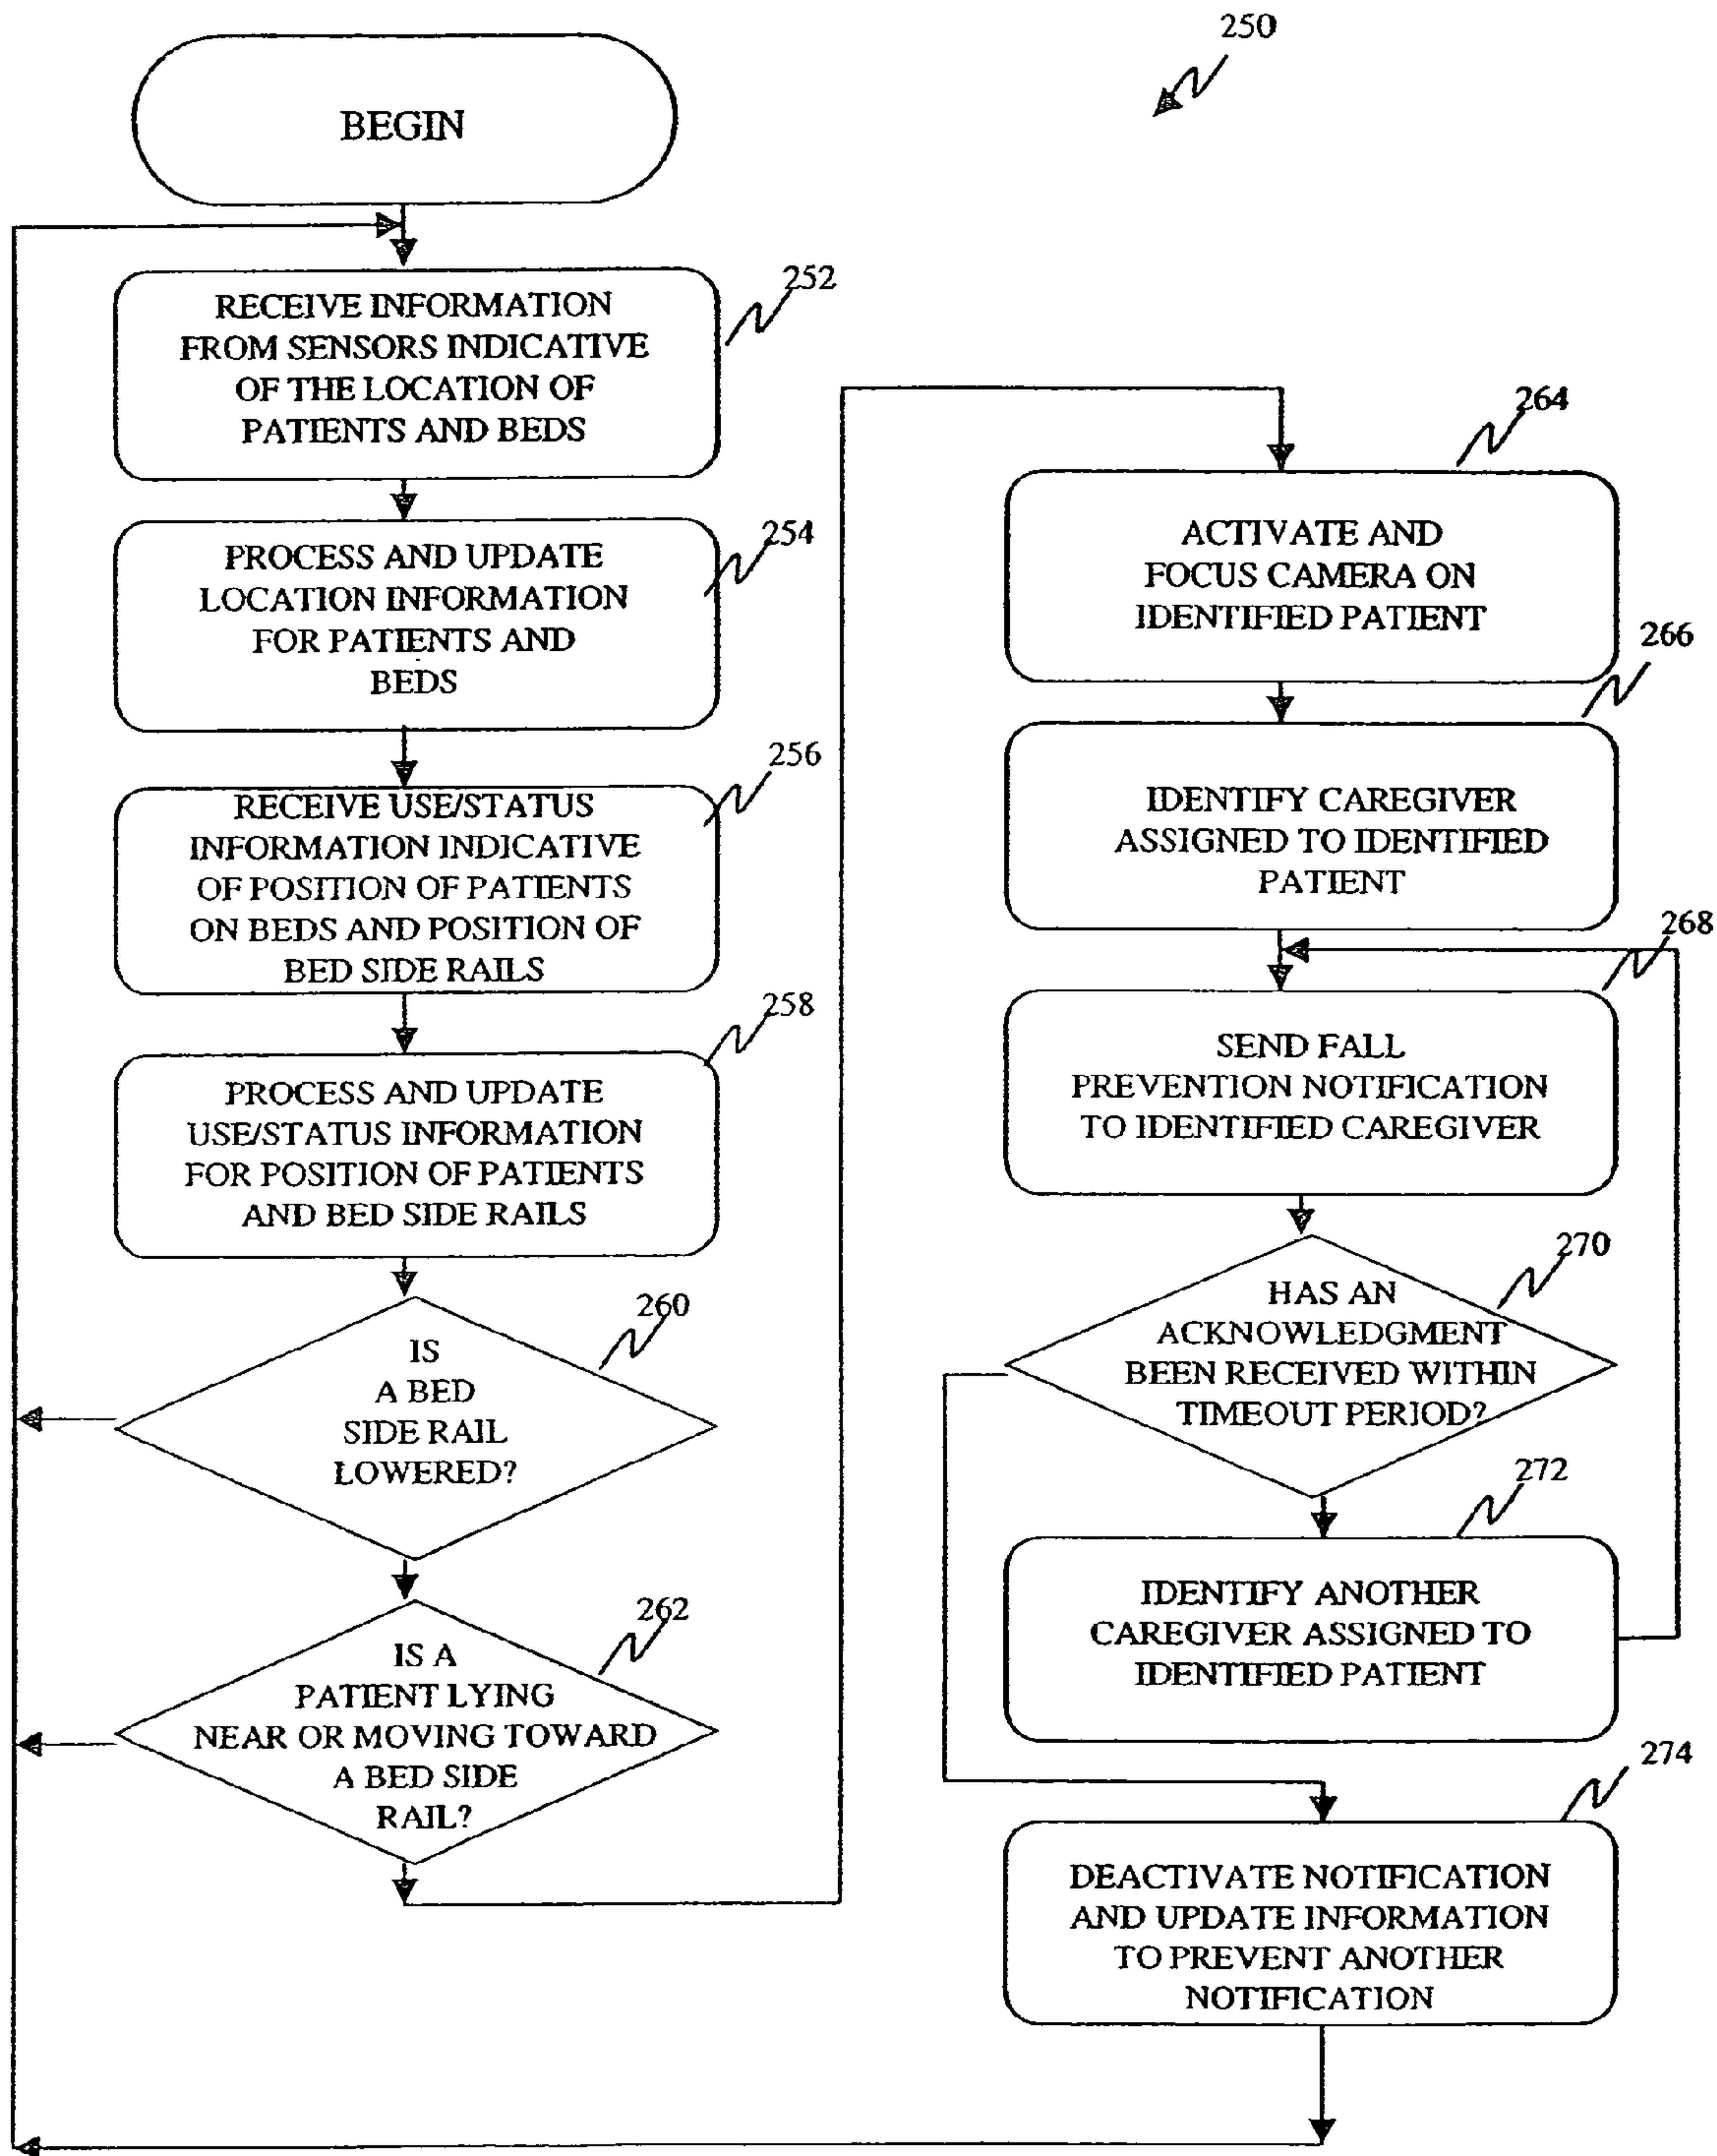 250
BEGIN
252
RECEIVE INFORMATION
FROM SENSORS INDICATIVE
OF THE LOCATION OF
PATIENTS AND BEDS
254
PROCESS AND UPDATE
LOCATION INFORMATION
FOR PATIENTS AND
BEDS
256
RECEIVE USE/STATUS
INFORMATION INDICATIVE
OF POSITION OF PATIENTS
ON BEDS AND POSITION OF
BED SIDE RAILS
258
PROCESS AND UPDATE
USE/STATUS INFORMATION
FOR POSITION OF PATIENTS
AND BED SIDE RAILS
260
IS
A BED
SIDE RAIL
LOWERED?
262
IS A
PATIENT LYING
NEAR OR MOVING TOWARD
A BED SIDE
RAIL?
264
ACTIVATE AND
FOCUS CAMERA ON
IDENTIFIED PATIENT
266
IDENTIFY CAREGIVER
ASSIGNED TO IDENTIFIED
PATIENT
268
SEND FALL
PREVENTION NOTIFICATION
TO IDENTIFIED CAREGIVER
270
HAS AN
ACKNOWLEDGMENT
BEEN RECEIVED WITHIN
TIMEOUT PERIOD?
272
IDENTIFY ANOTHER
CAREGIVER ASSIGNED TO
IDENTIFIED PATIENT
274
DEACTIVATE NOTIFICATION
AND UPDATE INFORMATION
TO PREVENT ANOTHER
NOTIFICATION